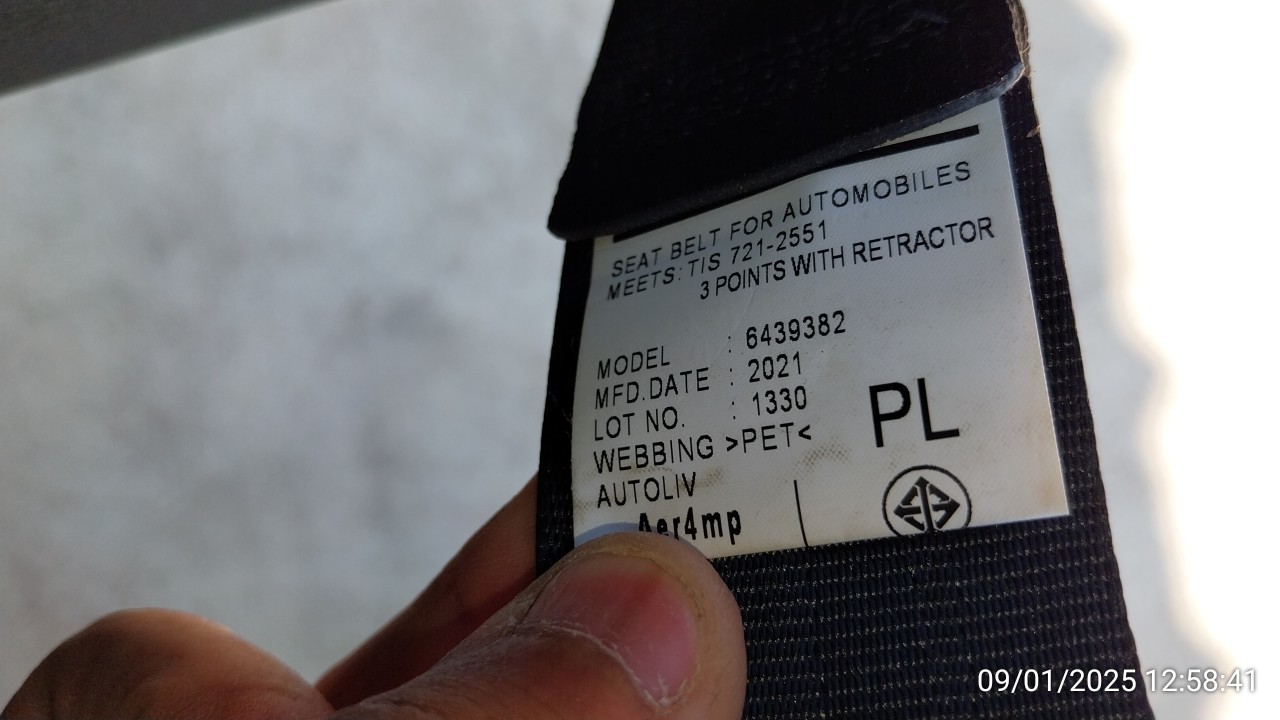 SEAT BELT FOR AUTOMOBILES
MEETS: TIS 721-2551
3 POINTS WITH RETRACTOR
MODEL : 6439382
MFD.DATE : 2021
LOT NO. : 1330
WEBBING >PET<
PL
AUTOLIV
Aer4mp
09/01/2025 12:58:41